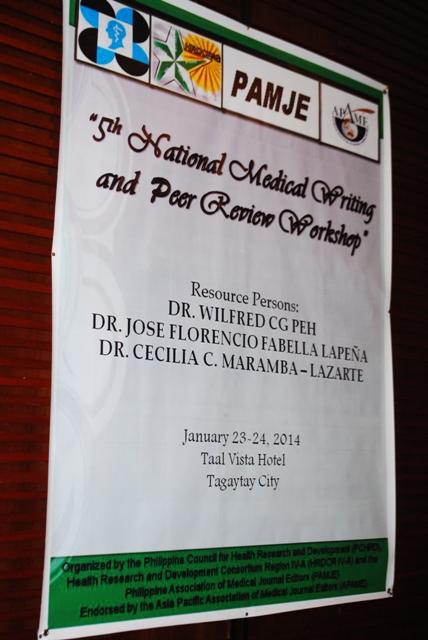 PAMJE
APAME
"5th National Medical Writing
and Peer Review Workshop"
Resource Persons:
DR. WILFRED CG PEH
DR. JOSE FLORENCIO FABELLA LAPEÑA
DR. CECILIA C. MARAMBA – LAZARTE
January 23-24, 2014
Taal Vista Hotel
Tagaytay City
Organized by the Philippine Council for Health Research and Development (PCHRD),
Health Research and Development Consortium Region IV-A (HRDCR IV-A) and the
Philippine Association of Medical Journal Editors (PAMJE)
Endorsed by the Asia Pacific Association of Medical Journal Editors (APAME)